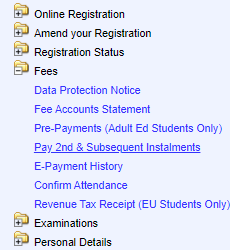 Online Registration
Amend your Registration
Registration Status
Fees
Data Protection Notice
Fee Accounts Statement
Pre-Payments (Adult Ed Students Only)
Pay 2nd & Subsequent Instalments
E-Payment History
Confirm Attendance
Revenue Tax Receipt (EU Students Only)
Examinations
Personal Details